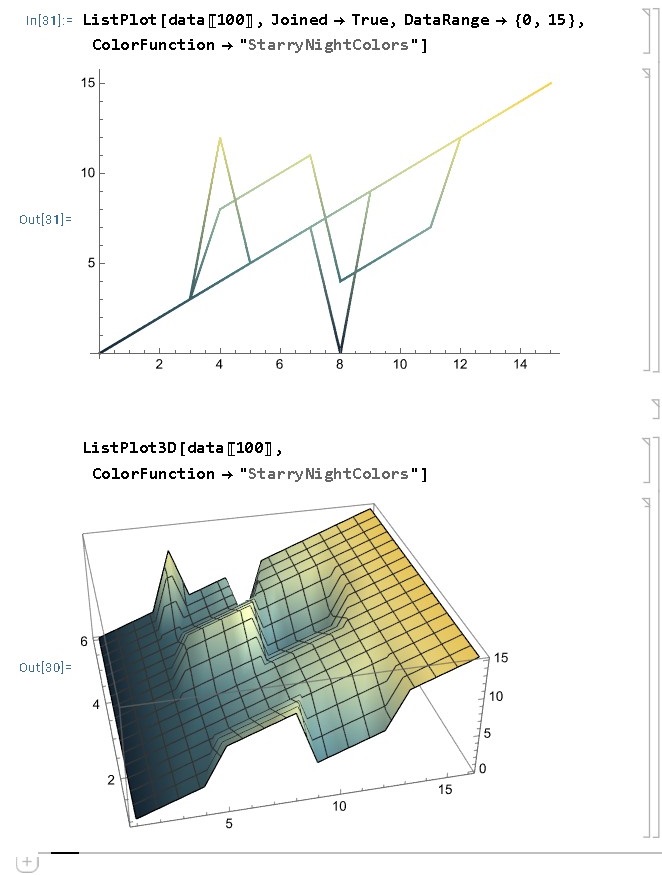 In[31]:= ListPlot[data〚100〛, Joined → True, DataRange → {0, 15},
ColorFunction → "StarryNightColors"]
15
10
5
Out[31]=
2 4 6 8 10 12 14
ListPlot3D[data〚100〛,
ColorFunction → "StarryNightColors"]
6
4
2
Out[30]=
15
10
5
0
5 10 15
+